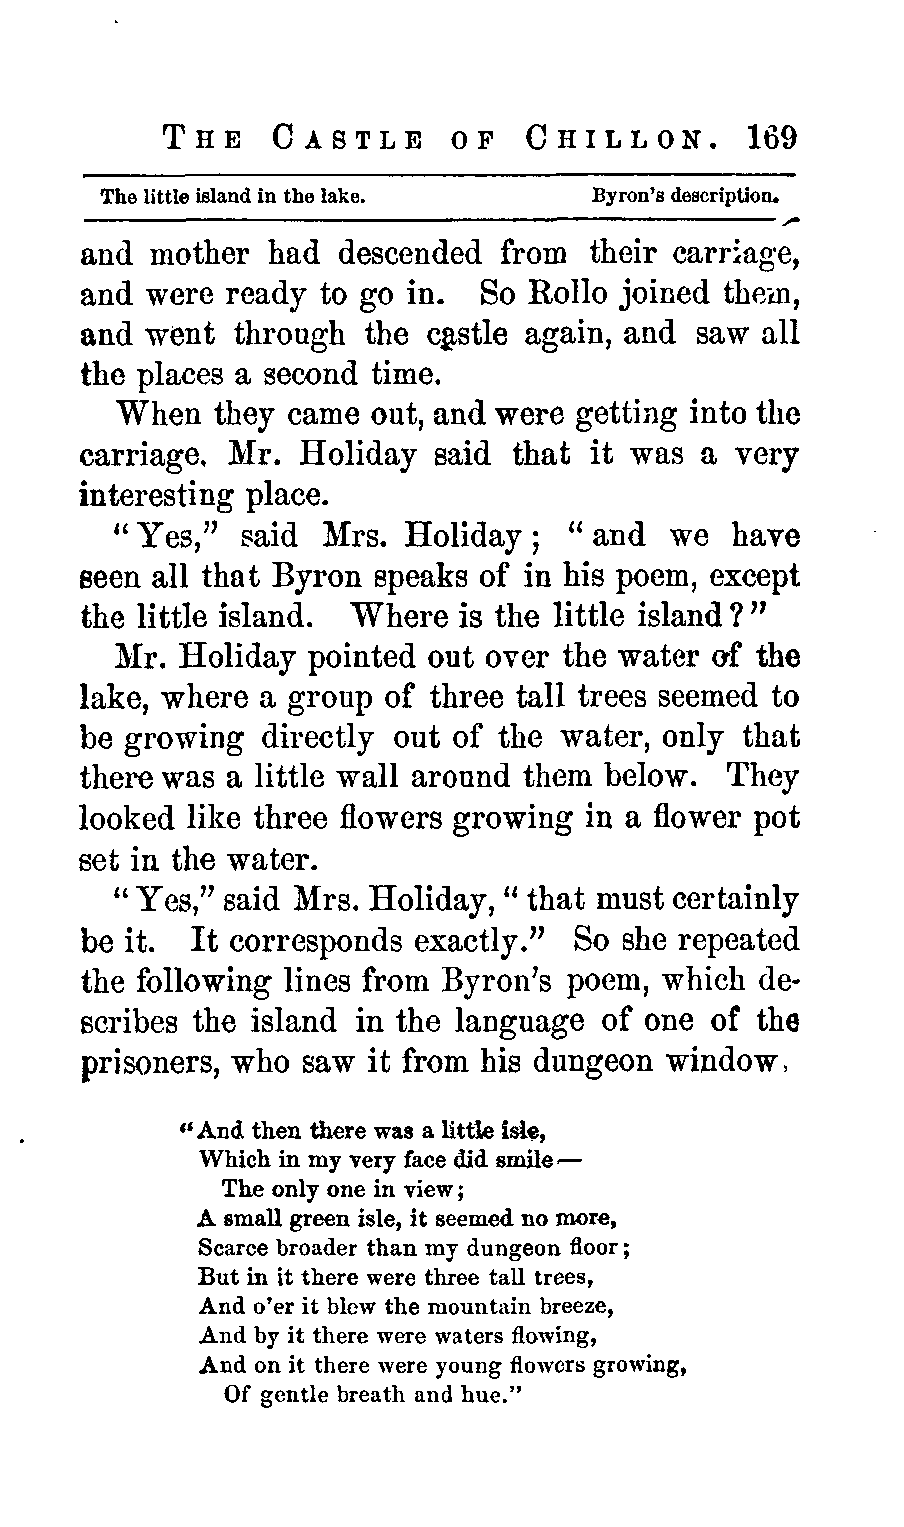 THE CASTLE OF CHILLON. 169
The little island in the lake. Byron's description.
and mother had descended from their carriage,
and were ready to go in. So Rollo joined them,
and went through the castle again, and saw all
the places a second time.
When they came out, and were getting into the
carriage, Mr. Holiday said that it was a very
interesting place.
"Yes," said Mrs. Holiday; "and we have
seen all that Byron speaks of in his poem, except
the little island. Where is the little island?"
Mr. Holiday pointed out over the water of the
lake, where a group of three tall trees seemed to
be growing directly out of the water, only that
there was a little wall around them below. They
looked like three flowers growing in a flower pot
set in the water.
"Yes," said Mrs. Holiday, "that must certainly
be it. It corresponds exactly." So she repeated
the following lines from Byron's poem, which de-
scribes the island in the language of one of the
prisoners, who saw it from his dungeon window,
"And then there was a little isle,
Which in my very face did smile—
The only one in view;
A small green isle, it seemed no more,
Scarce broader than my dungeon floor;
But in it there were three tall trees,
And o'er it blew the mountain breeze,
And by it there were waters flowing,
And on it there were young flowers growing,
Of gentle breath and hue."